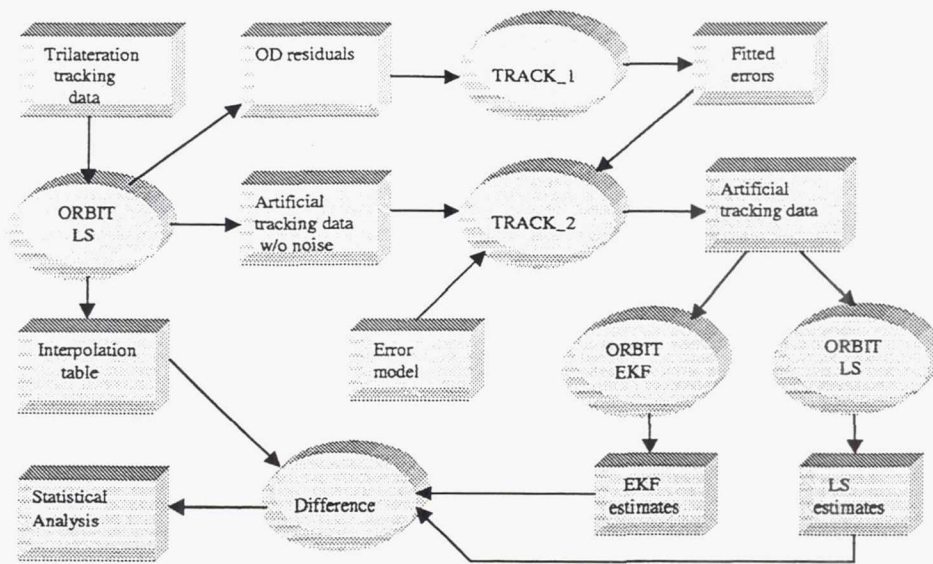 Trilateration
tracking
data
OD residuals
TRACK_1
Fitted
errors
ORBIT
LS
Artificial
tracking data
w/o noise
TRACK_2
Artificial
tracking data
Interpolation
table
Error
model
ORBIT
EKF
ORBIT
LS
Statistical
Analysis
Difference
EKF
estimates
LS
estimates